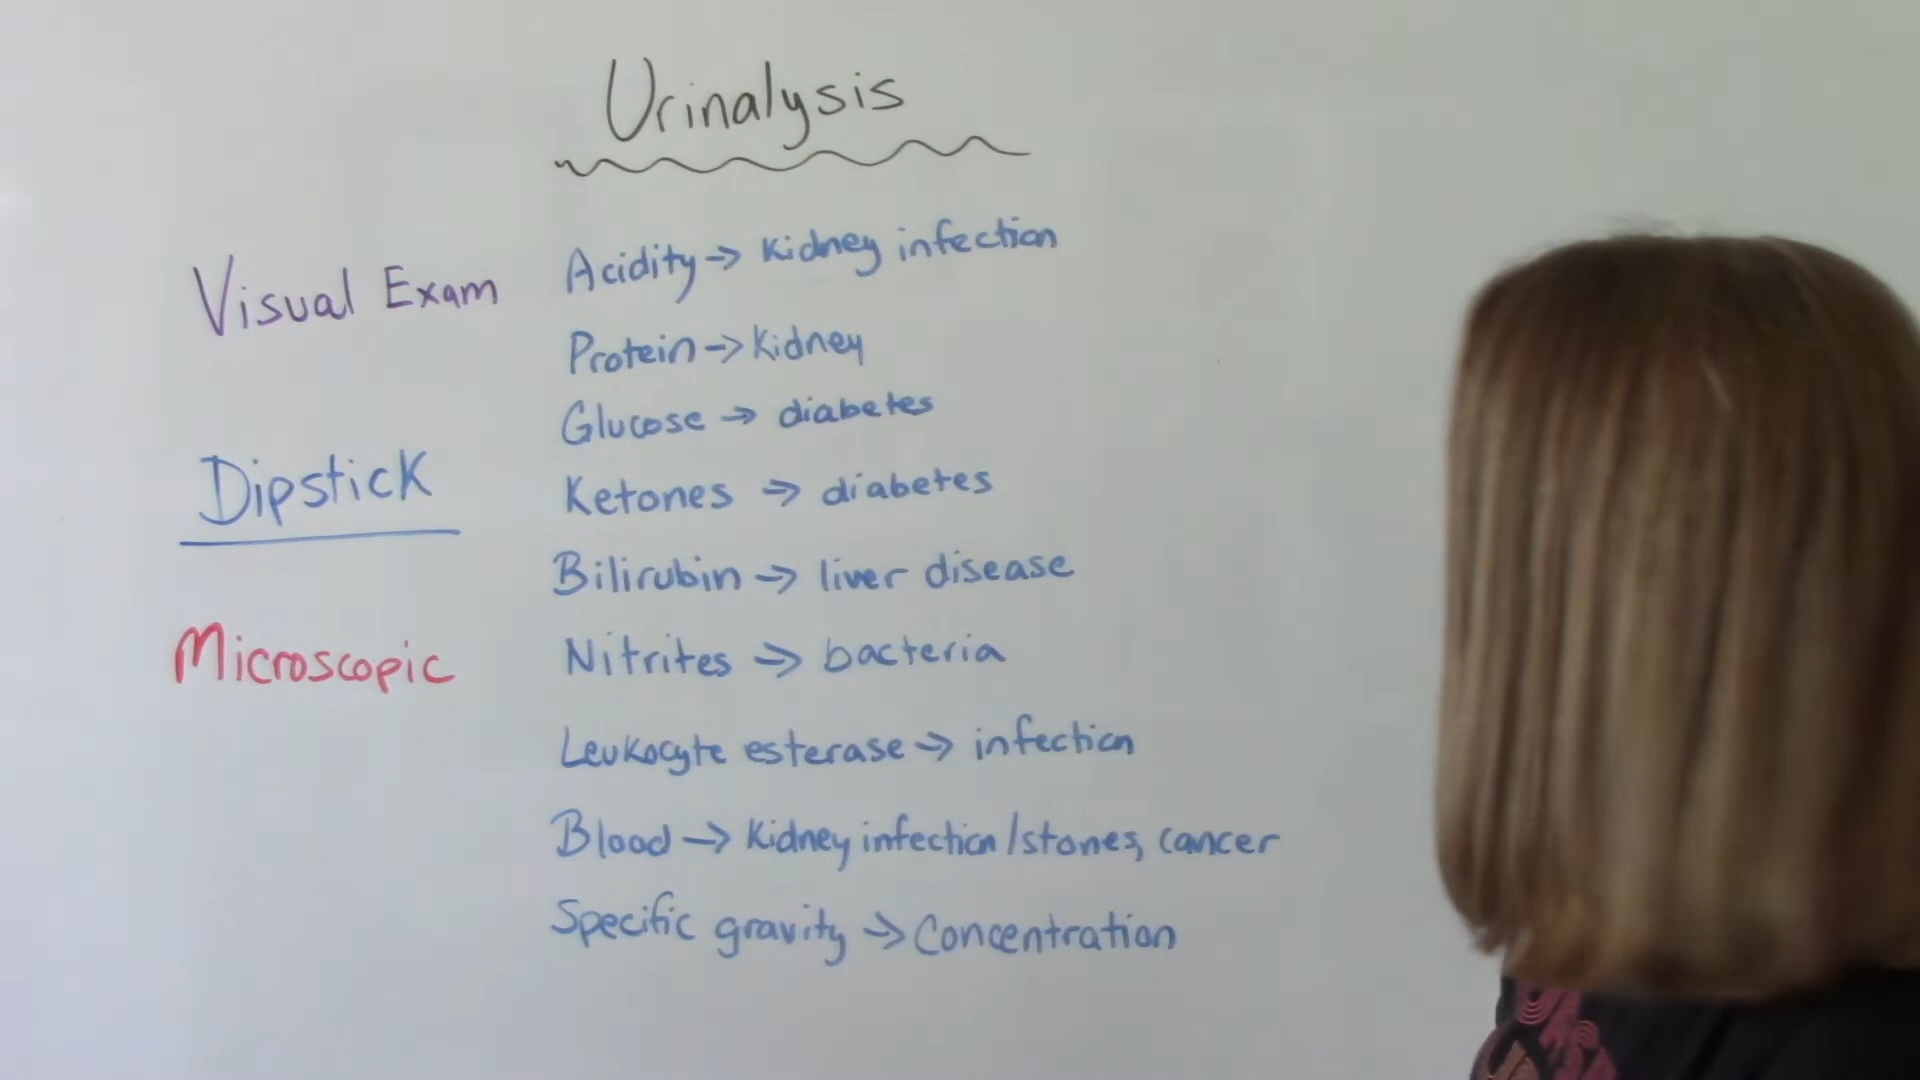 Urinalysis
Visual Exam
Dipstick
Microscopic
Acidity → Kidney infection
Protein → Kidney
Glucose → diabetes
Ketones → diabetes
Bilirubin → liver disease
Nitrites → bacteria
Leukocyte esterase → infection
Blood → Kidney infection/stones, cancer
Specific gravity → Concentration